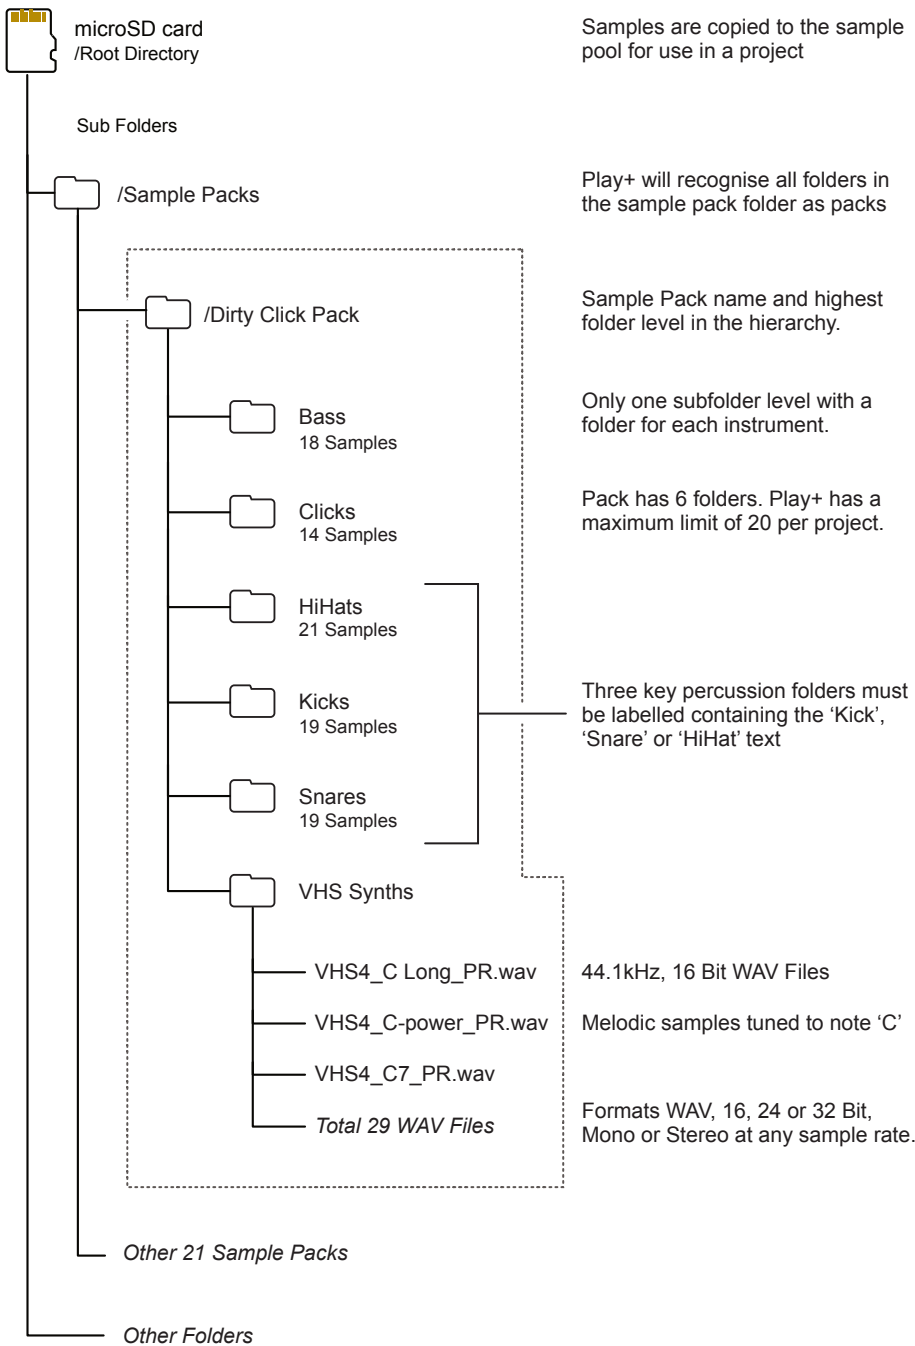 microSD card
/Root Directory
Samples are copied to the sample
pool for use in a project
Sub Folders
/Sample Packs
Play+ will recognise all folders in
the sample pack folder as packs
/Dirty Click Pack
Sample Pack name and highest
folder level in the hierarchy.
Bass
18 Samples
Only one subfolder level with a
folder for each instrument.
Clicks
14 Samples
Pack has 6 folders. Play+ has a
maximum limit of 20 per project.
HiHats
21 Samples
Kicks
19 Samples
Three key percussion folders must
be labelled containing the ‘Kick’,
‘Snare’ or ‘HiHat’ text
Snares
19 Samples
VHS Synths
VHS4_C Long_PR.wav
44.1kHz, 16 Bit WAV Files
VHS4_C-power_PR.wav
Melodic samples tuned to note ‘C’
VHS4_C7_PR.wav
Total 29 WAV Files
Formats WAV, 16, 24 or 32 Bit,
Mono or Stereo at any sample rate.
Other 21 Sample Packs
Other Folders